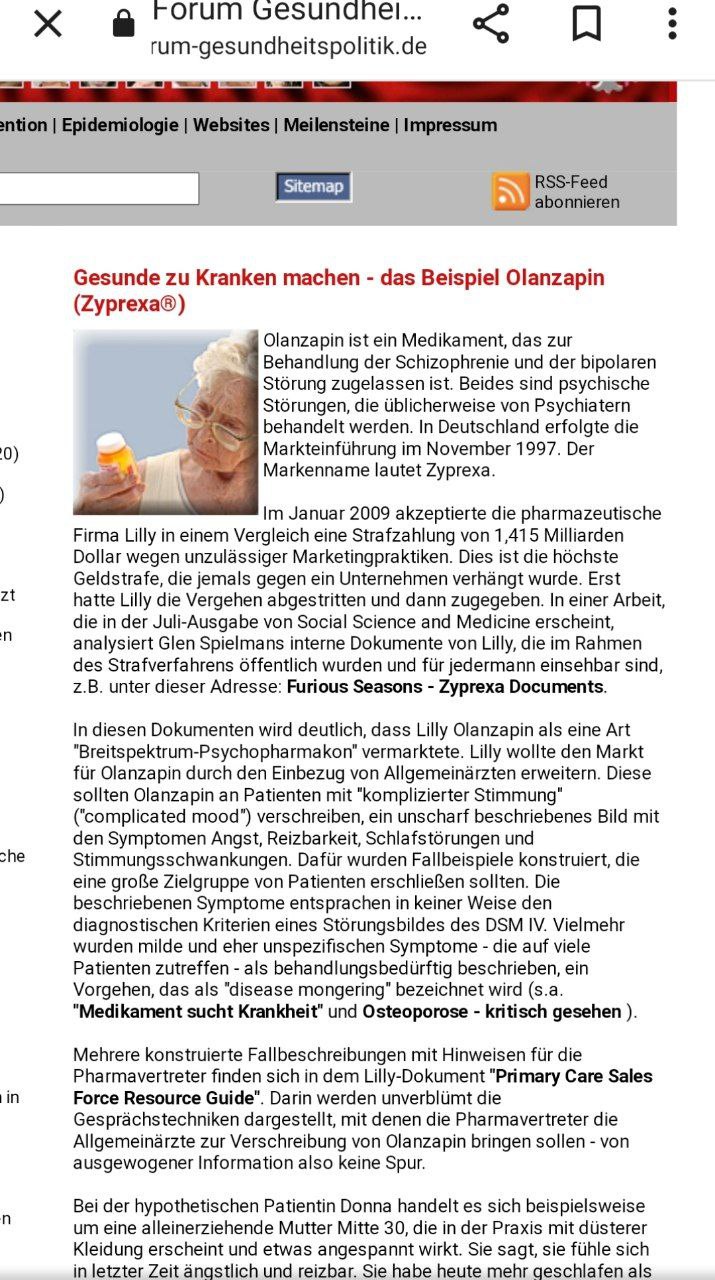 Forum Gesundhei...
rum-gesundheitspolitik.de
ention | Epidemiologie | Websites | Meilensteine | Impressum
Sitemap
RSS-Feed
abonnieren
Gesunde zu Kranken machen - das Beispiel Olanzapin
(Zyprexa®)
Olanzapin ist ein Medikament, das zur
Behandlung der Schizophrenie und der bipolaren
Störung zugelassen ist. Beides sind psychische
Störungen, die üblicherweise von Psychiatern
behandelt werden. In Deutschland erfolgte die
Markteinführung im November 1997. Der
Markenname lautet Zyprexa.
Im Januar 2009 akzeptierte die pharmazeutische
Firma Lilly in einem Vergleich eine Strafzahlung von 1,415 Milliarden
Dollar wegen unzulässiger Marketingpraktiken. Dies ist die höchste
Geldstrafe, die jemals gegen ein Unternehmen verhängt wurde. Erst
hatte Lilly die Vergehen abgestritten und dann zugegeben. In einer Arbeit,
die in der Juli-Ausgabe von Social Science and Medicine erscheint,
analysiert Glen Spielmans interne Dokumente von Lilly, die im Rahmen
des Strafverfahrens öffentlich wurden und für jedermann einsehbar sind,
z.B. unter dieser Adresse: Furious Seasons - Zyprexa Documents.
In diesen Dokumenten wird deutlich, dass Lilly Olanzapin als eine Art
"Breitspektrum-Psychopharmakon" vermarktete. Lilly wollte den Markt
für Olanzapin durch den Einbezug von Allgemeinärzten erweitern. Diese
sollten Olanzapin an Patienten mit "komplizierter Stimmung"
("complicated mood") verschreiben, ein unscharf beschriebenes Bild mit
den Symptomen Angst, Reizbarkeit, Schlafstörungen und
Stimmungsschwankungen. Dafür wurden Fallbeispiele konstruiert, die
eine große Zielgruppe von Patienten erschließen sollten. Die
beschriebenen Symptome entsprachen in keiner Weise den
diagnostischen Kriterien eines Störungsbildes des DSM IV. Vielmehr
wurden milde und eher unspezifischen Symptome - die auf viele
Patienten zutreffen - als behandlungsbedürftig beschrieben, ein
Vorgehen, das als "disease mongering" bezeichnet wird (s.a.
"Medikament sucht Krankheit" und Osteoporose - kritisch gesehen ).
Mehrere konstruierte Fallbeschreibungen mit Hinweisen für die
Pharmavertreter finden sich in dem Lilly-Dokument "Primary Care Sales
Force Resource Guide". Darin werden unverblümt die
Gesprächstechniken dargestellt, mit denen die Pharmavertreter die
Allgemeinärzte zur Verschreibung von Olanzapin bringen sollen - von
ausgewogener Information also keine Spur.
Bei der hypothetischen Patientin Donna handelt es sich beispielsweise
um eine alleinerziehende Mutter Mitte 30, die in der Praxis mit düsterer
Kleidung erscheint und etwas angespannt wirkt. Sie sagt, sie fühle sich
in letzter Zeit ängstlich und reizbar. Sie habe heute mehr geschlafen als
20)
)
zt
en
che
n in
en